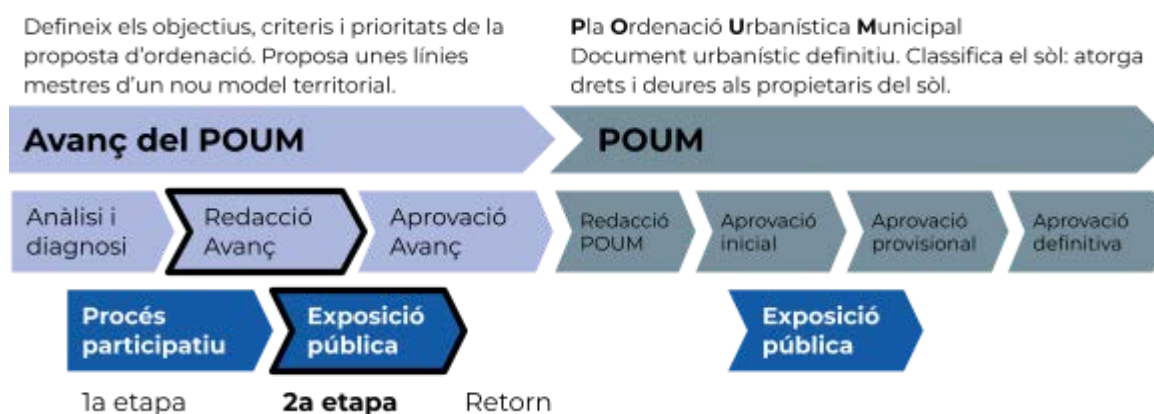 Defineix els objectius, criteris i prioritats de la
proposta d'ordenació. Proposa unes línies
mestres d'un nou model territorial.
Pla Ordenació Urbanística Municipal
Document urbanístic definitiu. Classifica el sòl: atorga
drets i deures als propietaris del sòl.
Avanç del POUM
POUM
Anàlisi i
diagnosi
Redacció
Avanç
Aprovació
Avanç
Redacció
POUM
Aprovació
inicial
Aprovació
provisional
Aprovació
definitiva
Procés
participatiu
Exposició
pública
Exposició
pública
1a etapa
2a etapa
Retorn